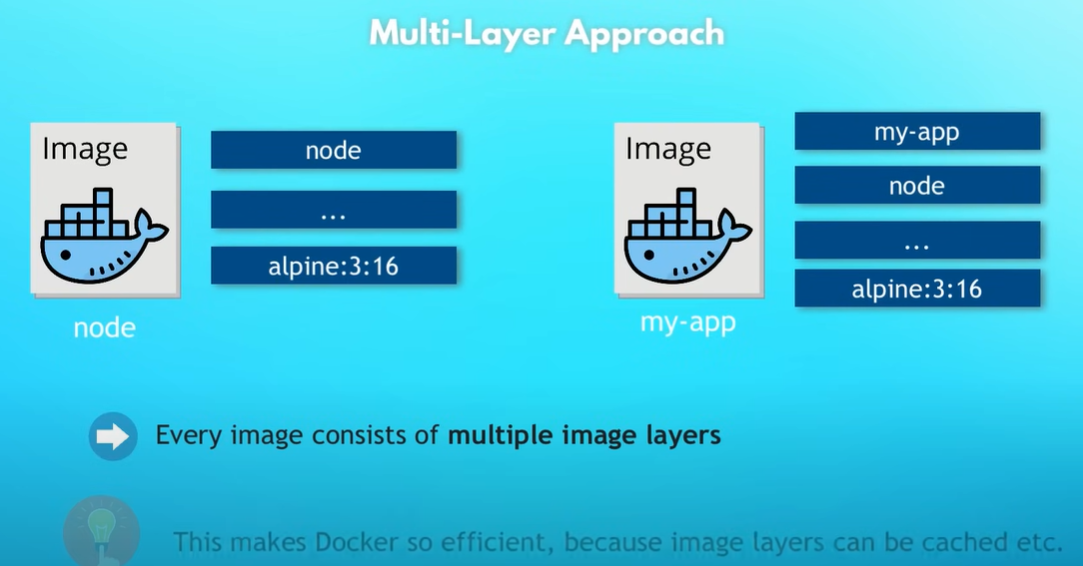 Multi-Layer Approach
Image
node
...
alpine:3:16
node
Image
my-app
node
...
alpine:3:16
my-app
Every image consists of multiple image layers
This makes Docker so efficient, because image layers can be cached etc.